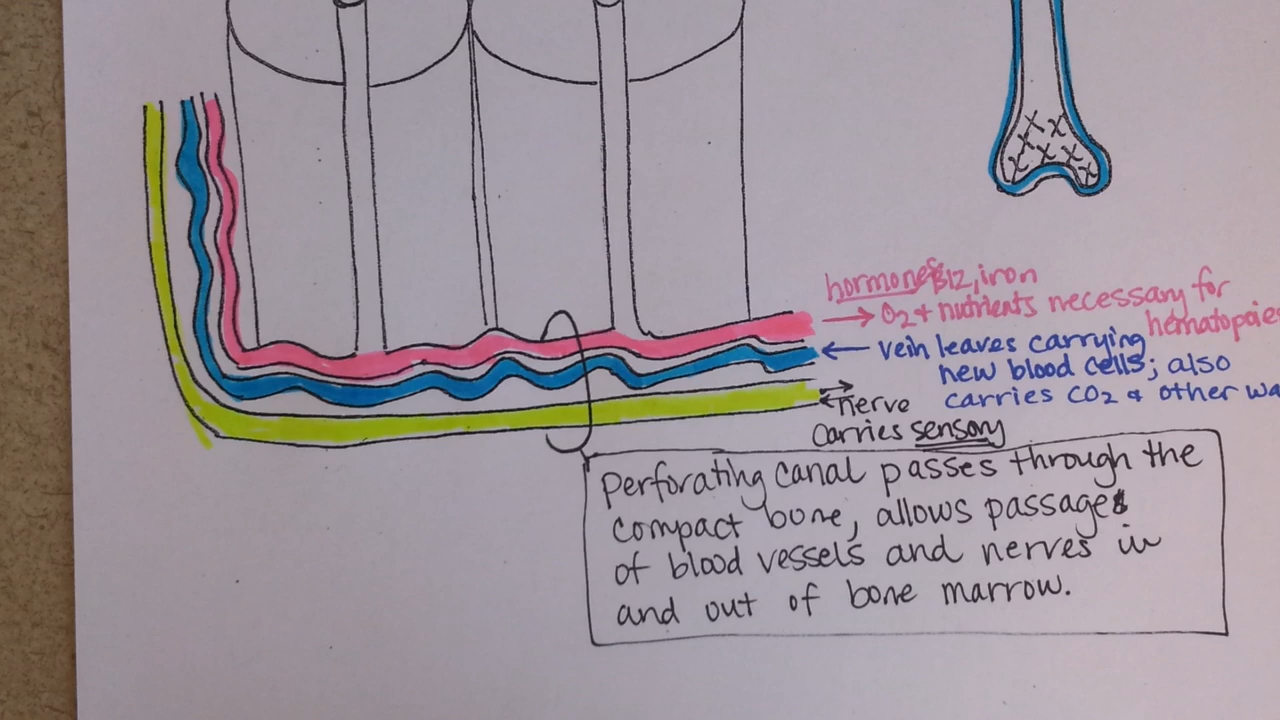 hormones B12, iron
O2 + nutrients necessary for
hematopoies
vein leaves carrying
new blood cells; also
carries CO2 & other wa
nerve
carries sensory
perforating canal passes through the
compact bone, allows passage
of blood vessels and nerves in
and out of bone marrow.